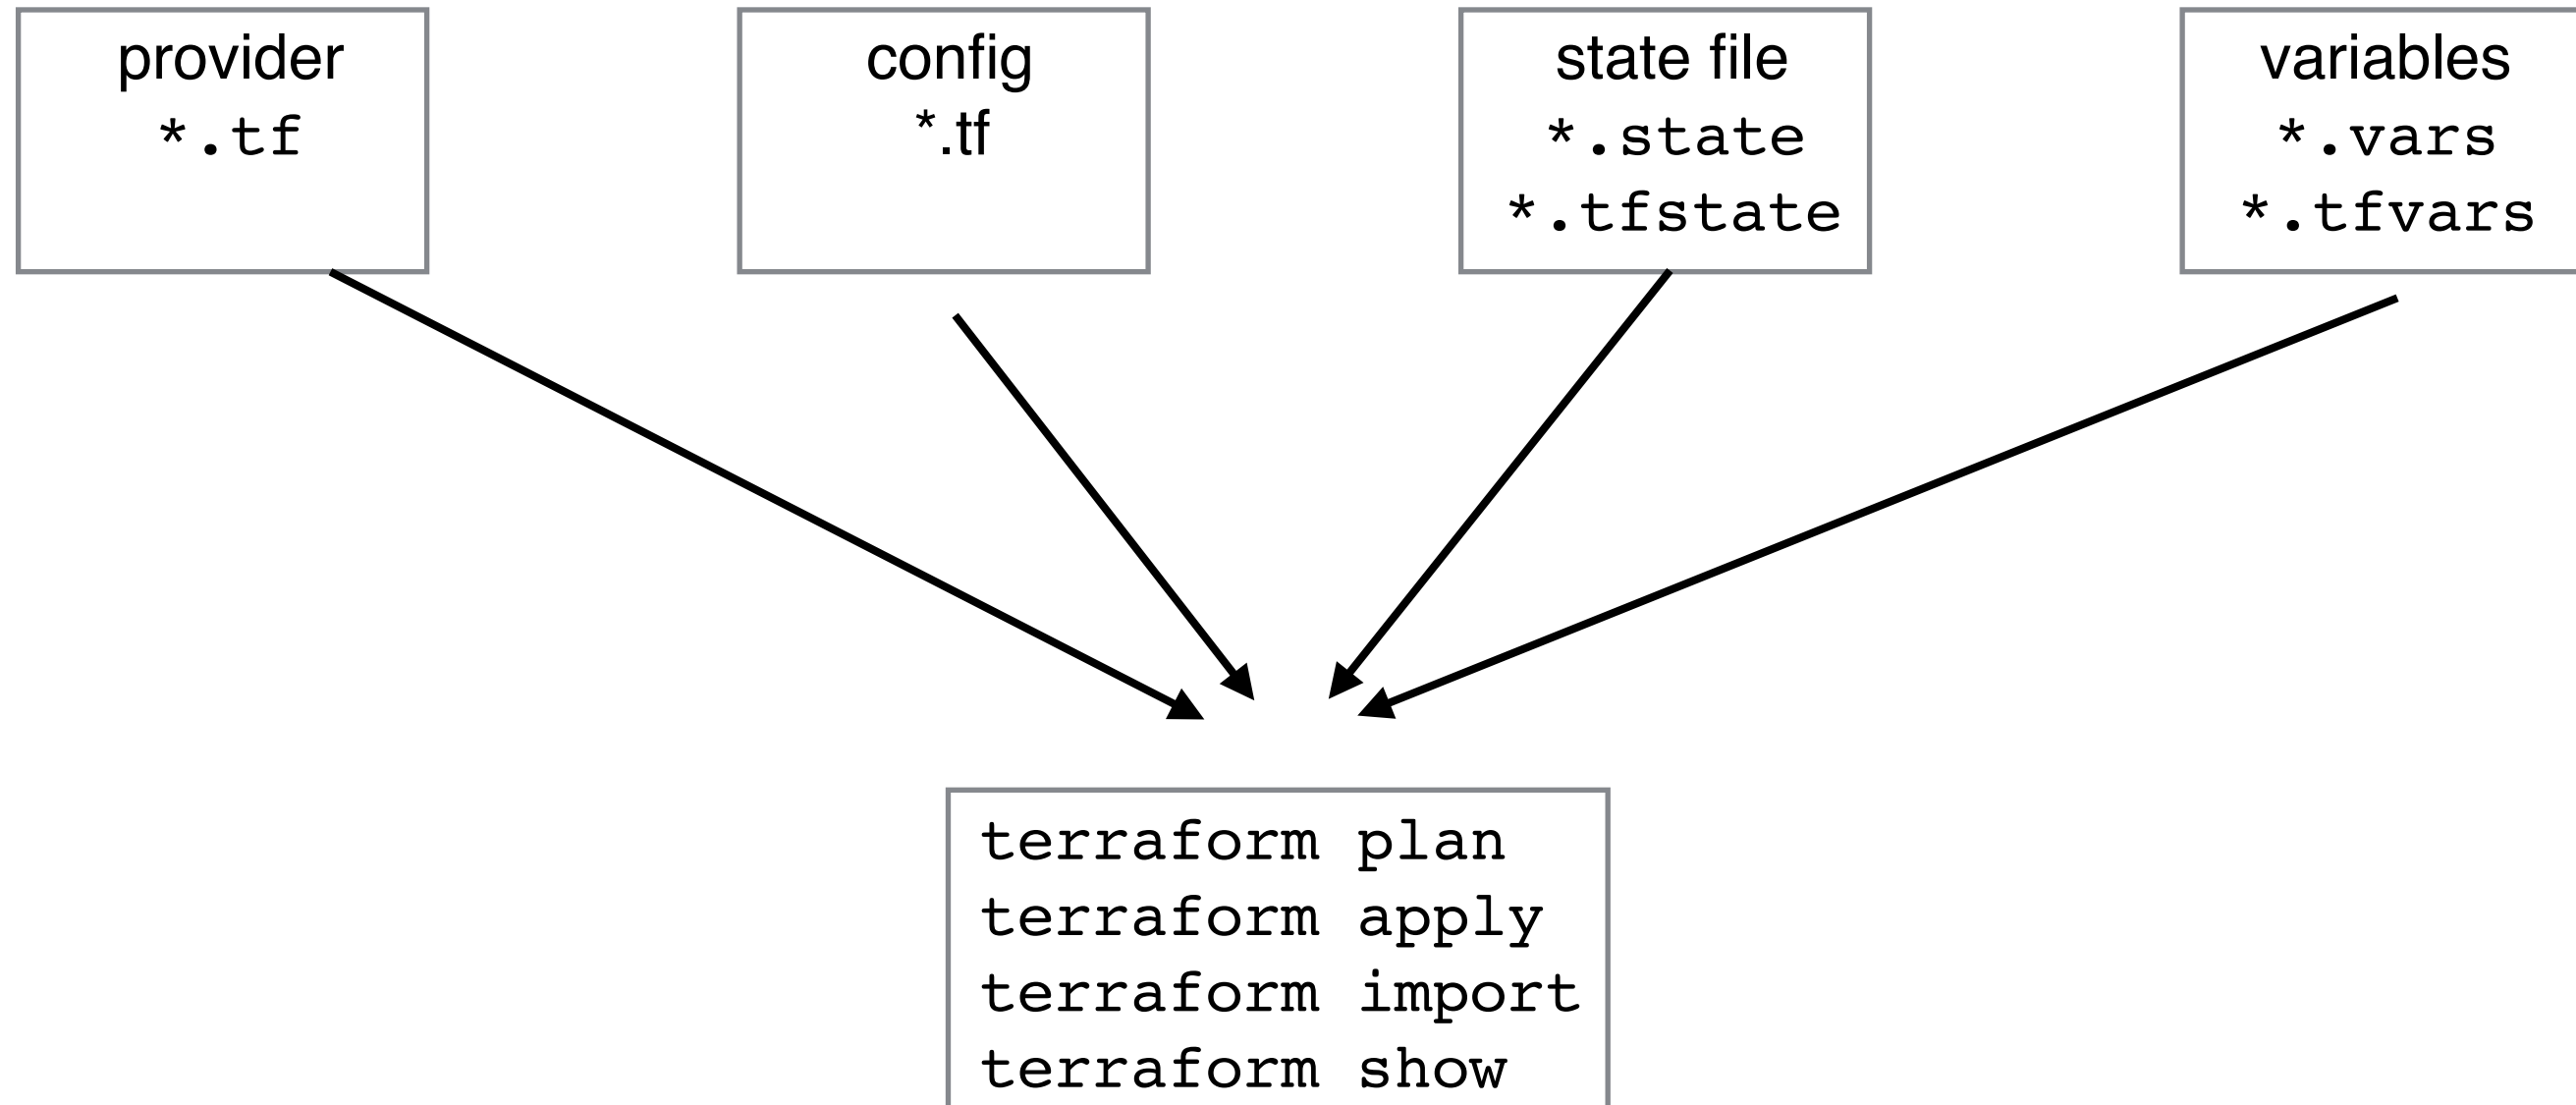 provider
*.tf
config
*.tf
state file
*.state
*.tfstate
variables
*.vars
*.tfvars
terraform plan
terraform apply
terraform import
terraform show